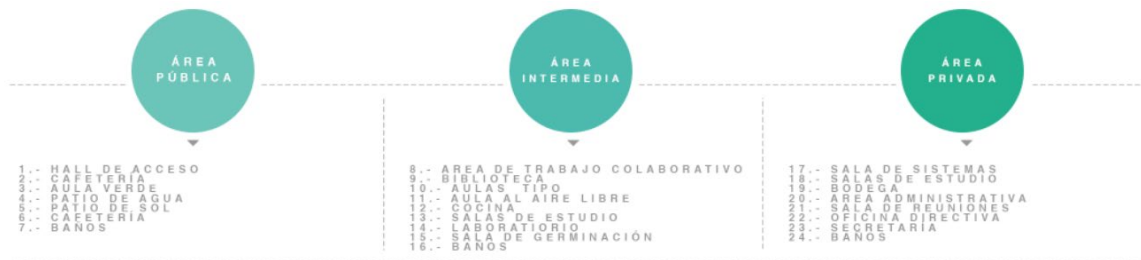 ÁREA
PÚBLICA
1.- HALL DE ACCESO
2.- CAFETERÍA
3.- AULA VERDE
4.- PATIO DE AGUA
5.- PATIO DE SOL
6.- CAFETERÍA
7.- BAÑOS
ÁREA
INTERMEDIA
8.- AREA DE TRABAJO COLABORATIVO
9.- BIBLIOTECA
10.- AULAS TIPO
11.- AULA AL AIRE LIBRE
12.- COCINA
13.- SALAS DE ESTUDIO
14.- LABORATIORIO
15.- SALA DE GERMINACIÓN
16.- BAÑOS
ÁREA
PRIVADA
17.- SALA DE SISTEMAS
18.- SALAS DE ESTUDIO
19.- BODEGA
20.- AREA ADMINISTRATIVA
21.- SALA DE REUNIONES
22.- OFICINA DIRECTIVA
23.- SECRETARÍA
24.- BAÑOS